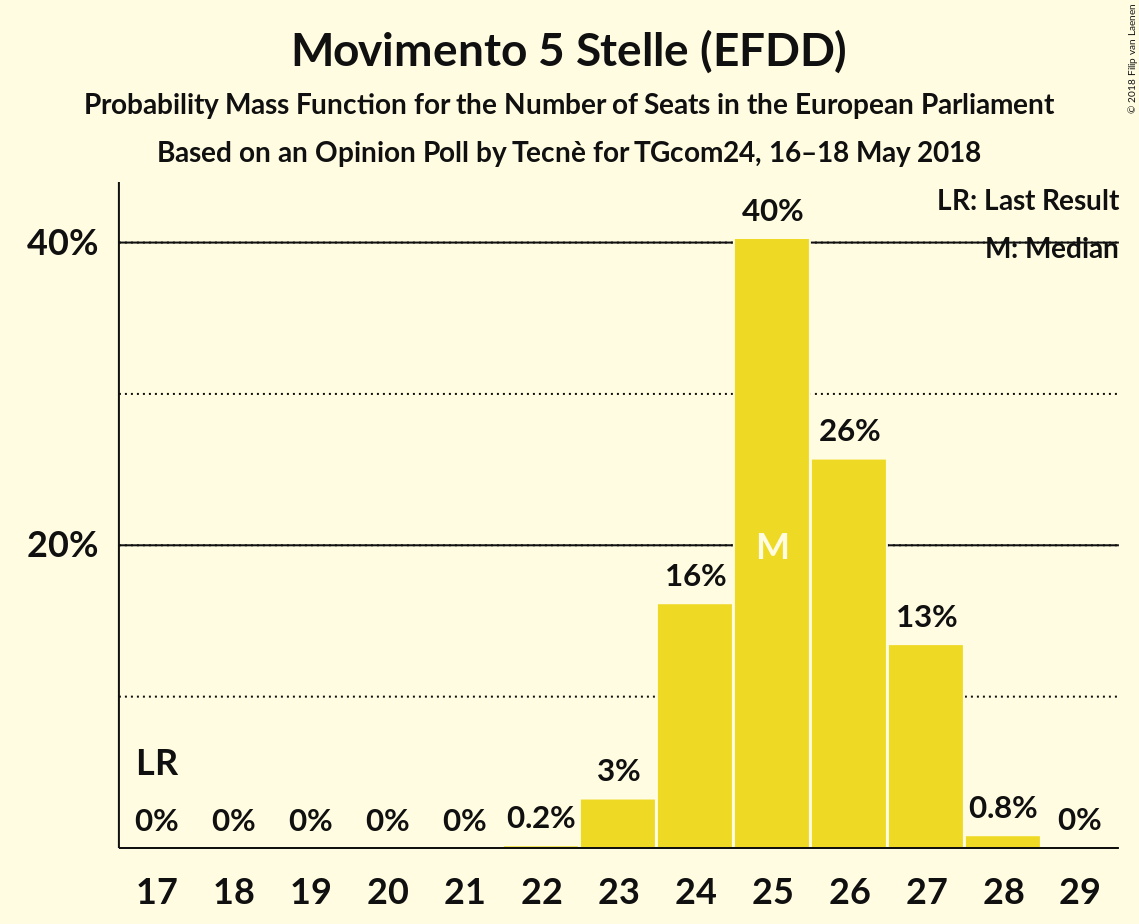 Movimento 5 Stelle (EFDD)
Probability Mass Function for the Number of Seats in the European Parliament
Based on an Opinion Poll by Tecnè for TGcom24, 16–18 May 2018
© 2018 Filip van Laenen
LR: Last Result
M: Median
40%
20%
LR
0%
0%
0%
0%
0%
0.2%
3%
16%
40%
M
26%
13%
0.8%
0%
17 18 19 20 21 22 23 24 25 26 27 28 29